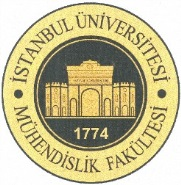 İSTANBUL ÜNİVERSİTESİ
1774
MÜHENDİSLİK FAKÜLTESİ